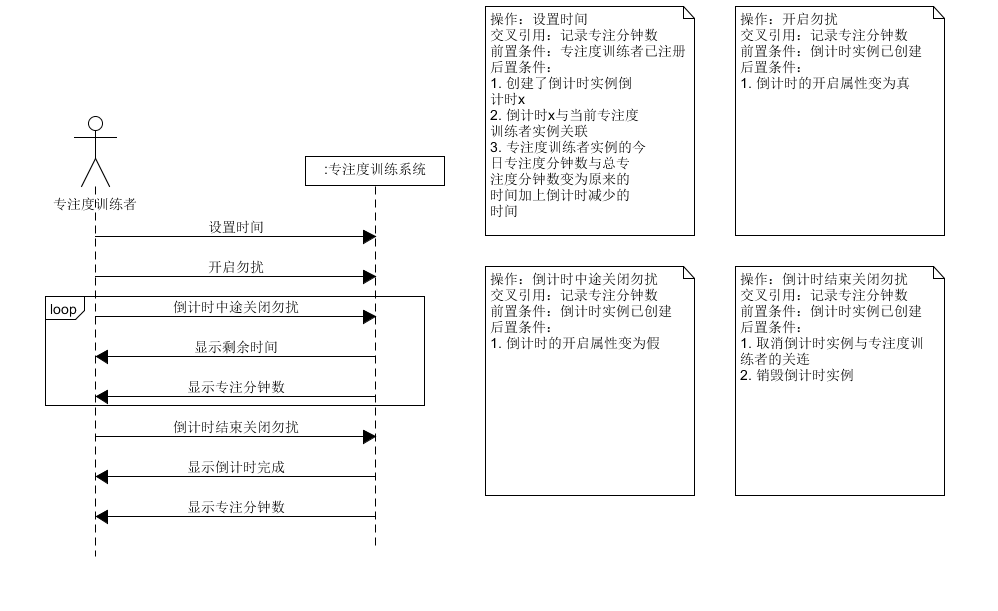 :专注度训练系统
专注度训练者
设置时间
开启勿扰
loop
倒计时中途关闭勿扰
显示剩余时间
显示专注分钟数
倒计时结束关闭勿扰
显示倒计时完成
显示专注分钟数
操作：设置时间
交叉引用：记录专注分钟数
前置条件：专注度训练者已注册
后置条件：
1. 创建了倒计时实例倒
计时x
2. 倒计时x与当前专注度
训练者实例关联
3. 专注度训练者实例的今
日专注度分钟数与总专
注度分钟数变为原来的
时间加上倒计时减少的
时间
操作：开启勿扰
交叉引用：记录专注分钟数
前置条件：倒计时实例已创建
后置条件：
1. 倒计时的开启属性变为真
操作：倒计时中途关闭勿扰
交叉引用：记录专注分钟数
前置条件：倒计时实例已创建
后置条件：
1. 倒计时的开启属性变为假
操作：倒计时结束关闭勿扰
交叉引用：记录专注分钟数
前置条件：倒计时实例已创建
后置条件：
1. 取消倒计时实例与专注度训
练者的关连
2. 销毁倒计时实例